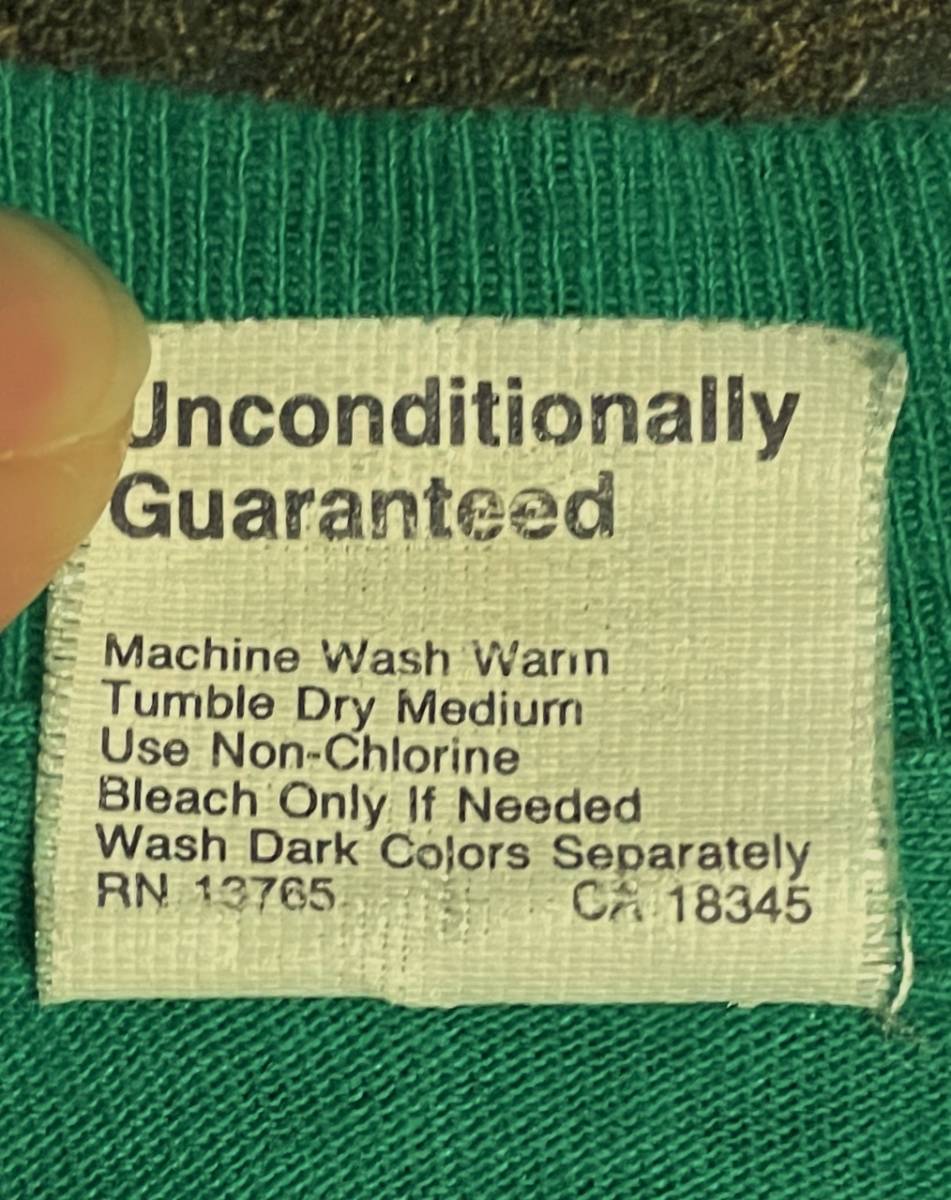 Unconditionally
Guaranteed
Machine Wash Warm
Tumble Dry Medium
Use Non-Chlorine
Bleach Only If Needed
Wash Dark Colors Separately
RN 13765 CA 18345